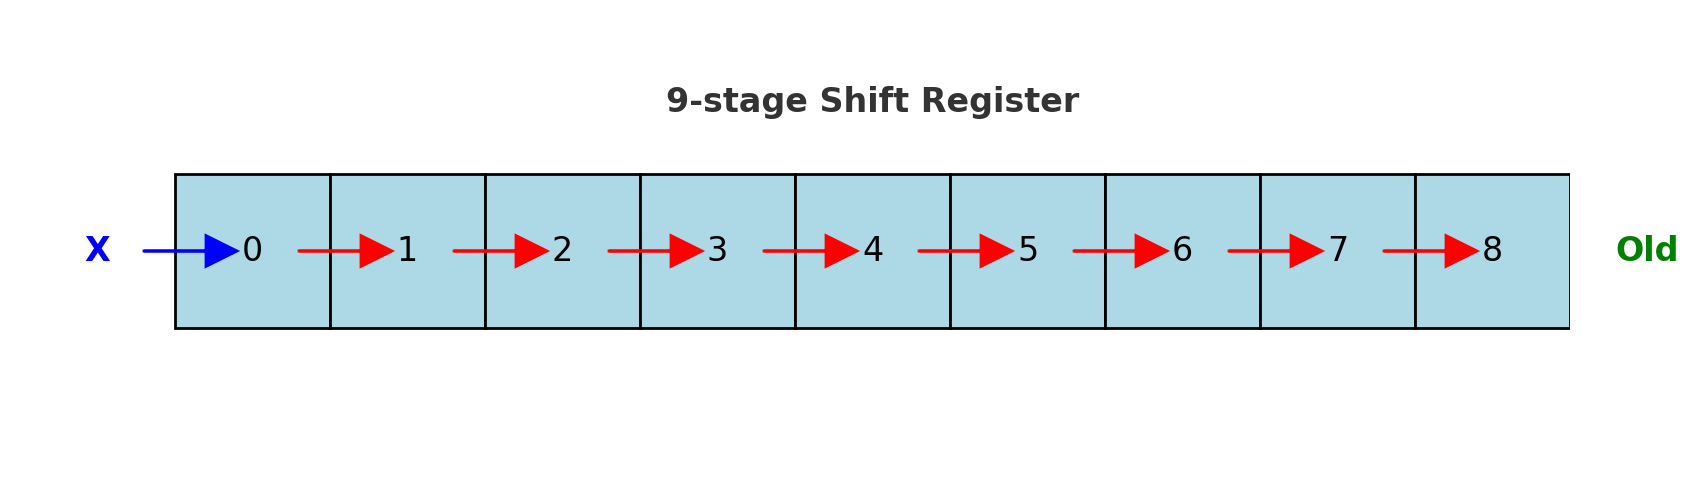 9-stage Shift Register
X 0 1 2 3 4 5 6 7 8 Old